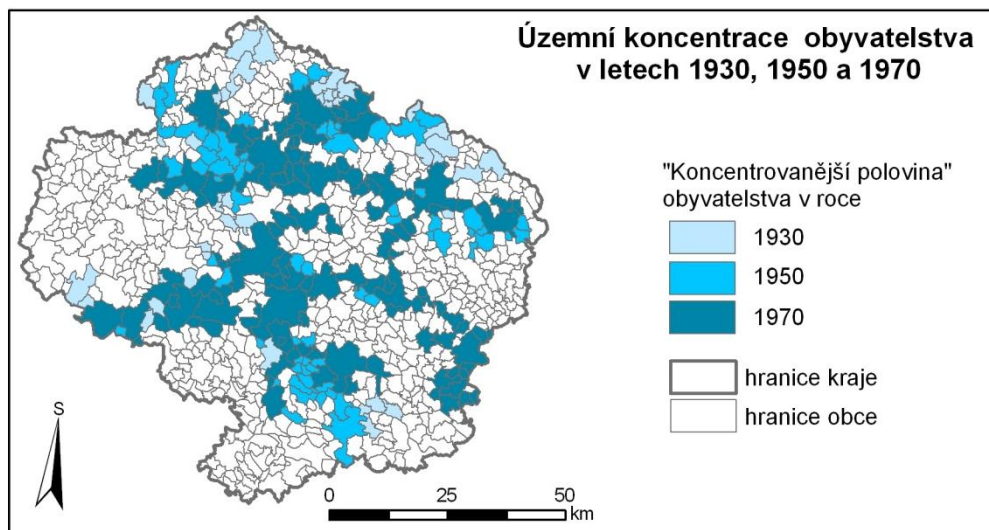 Územní koncentrace obyvatelstva
v letech 1930, 1950 a 1970
"Koncentrovanější polovina"
obyvatelstva v roce
1930
1950
1970
hranice kraje
hranice obce
S
0 25 50
km